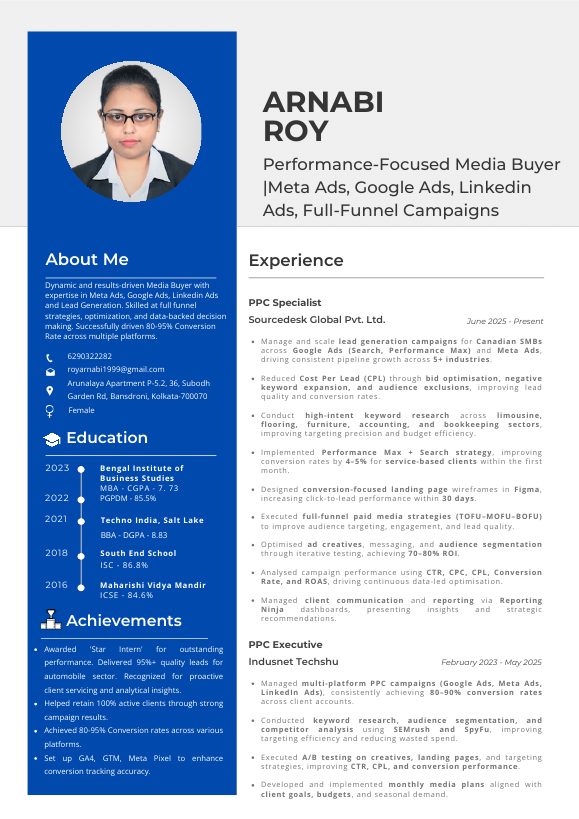 ARNABI
ROY
Performance-Focused Media Buyer
|Meta Ads, Google Ads, Linkedin
Ads, Full-Funnel Campaigns
About Me
Dynamic and results-driven Media Buyer with
expertise in Meta Ads, Google Ads, Linkedin Ads
and Lead Generation. Skilled at full funnel
strategies, optimization, and data-backed decision
making. Successfully driven 80-95% Conversion
Rate across multiple platforms.
6290322282
royarnabi1999@gmail.com
Arunalaya Apartment P-5.2, 36, Subodh
Garden Rd, Bansdroni, Kolkata-700070
Female
Education
2023
Bengal Institute of
Business Studies
MBA - CGPA - 7. 73
2022
PGPDM - 85.5%
2021
Techno India, Salt Lake
BBA - DGPA - 8.83
2018
South End School
ISC - 86.8%
2016
Maharishi Vidya Mandir
ICSE - 84.6%
Achievements
• Awarded 'Star Intern' for outstanding
performance. Delivered 95%+ quality leads for
automobile sector. Recognized for proactive
client servicing and analytical insights.
• Helped retain 100% active clients through strong
campaign results.
• Achieved 80-95% Conversion rates across various
platforms.
• Set up GA4, GTM, Meta Pixel to enhance
conversion tracking accuracy.
Experience
PPC Specialist
Sourcedesk Global Pvt. Ltd.
June 2025 - Present
• Manage and scale lead generation campaigns for Canadian SMBs
across Google Ads (Search, Performance Max) and Meta Ads,
driving consistent pipeline growth across 5+ industries.
• Reduced Cost Per Lead (CPL) through bid optimisation, negative
keyword expansion, and audience exclusions, improving lead
quality and conversion rates.
• Conduct high-intent keyword research across limousine,
flooring, furniture, accounting, and bookkeeping sectors,
improving targeting precision and budget efficiency.
• Implemented Performance Max + Search strategy, improving
conversion rates by 4–5% for service-based clients within the first
month.
• Designed conversion-focused landing page wireframes in Figma,
increasing click-to-lead performance within 30 days.
• Executed full-funnel paid media strategies (TOFU–MOFU–BOFU)
to improve audience targeting, engagement, and lead quality.
• Optimised ad creatives, messaging, and audience segmentation
through iterative testing, achieving 70–80% ROI.
• Analysed campaign performance using CTR, CPC, CPL, Conversion
Rate, and ROAS, driving continuous data-led optimisation.
• Managed client communication and reporting via Reporting
Ninja dashboards, presenting insights and strategic
recommendations.
PPC Executive
Indusnet Techshu
February 2023 - May 2025
• Managed multi-platform PPC campaigns (Google Ads, Meta Ads,
LinkedIn Ads), consistently achieving 80–90% conversion rates
across client accounts.
• Conducted keyword research, audience segmentation, and
competitor analysis using SEMrush and SpyFu, improving
targeting efficiency and reducing wasted spend.
• Executed A/B testing on creatives, landing pages, and targeting
strategies, improving CTR, CPL, and conversion performance.
• Developed and implemented monthly media plans aligned with
client goals, budgets, and seasonal demand.